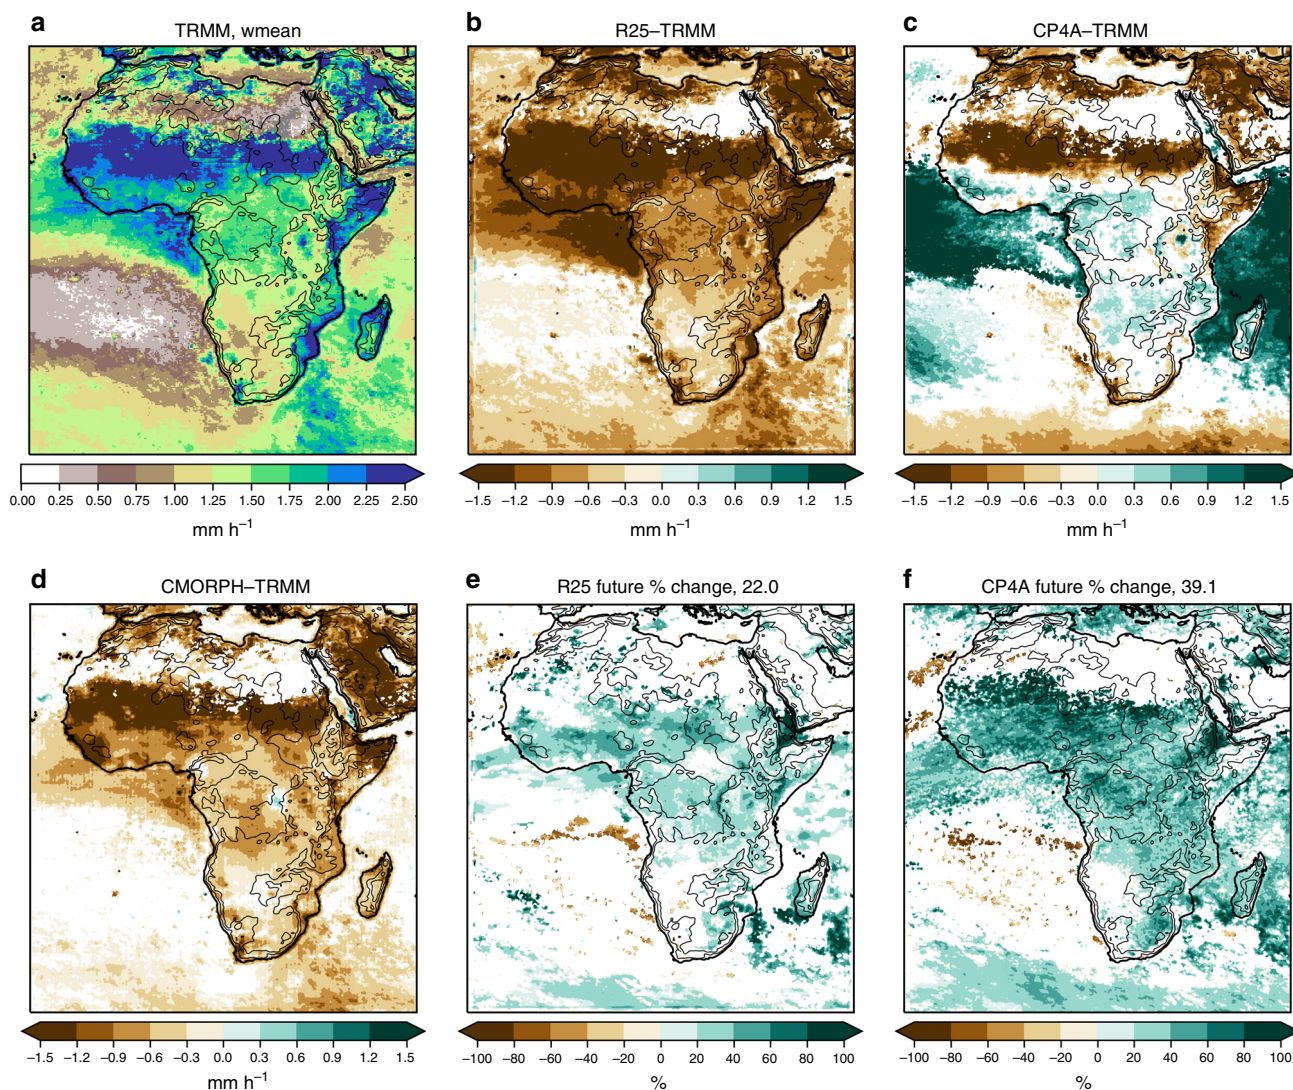 a TRMM, wmean
b R25–TRMM
c CP4A–TRMM
0.00 0.25 0.50 0.75 1.00 1.25 1.50 1.75 2.00 2.25 2.50
mm h⁻¹
−1.5 −1.2 −0.9 −0.6 −0.3 0.0 0.3 0.6 0.9 1.2 1.5
mm h⁻¹
−1.5 −1.2 −0.9 −0.6 −0.3 0.0 0.3 0.6 0.9 1.2 1.5
mm h⁻¹
d CMORPH–TRMM
e R25 future % change, 22.0
f CP4A future % change, 39.1
−1.5 −1.2 −0.9 −0.6 −0.3 0.0 0.3 0.6 0.9 1.2 1.5
mm h⁻¹
−100 −80 −60 −40 −20 0 20 40 60 80 100
%
−100 −80 −60 −40 −20 0 20 40 60 80 100
%